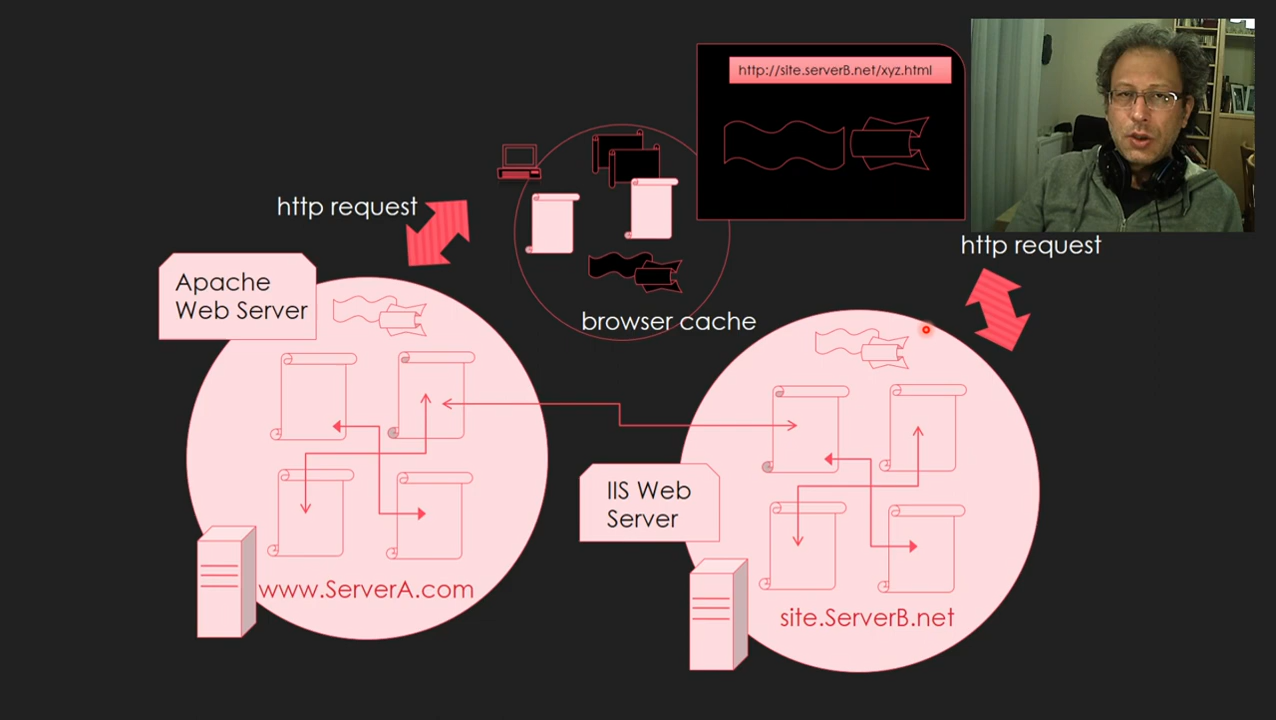 http://site.serverB.net/xyz.html
http request
http request
Apache
Web Server
browser cache
IIS Web
Server
www.ServerA.com
site.ServerB.net